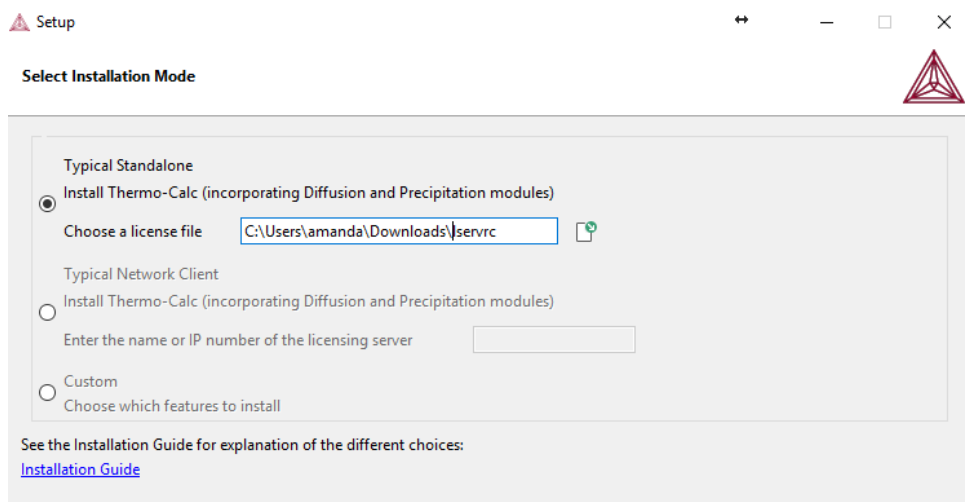 Setup
Select Installation Mode
Typical Standalone
Install Thermo-Calc (incorporating Diffusion and Precipitation modules)
Choose a license file C:\Users\amanda\Downloads\lservrc
Typical Network Client
Install Thermo-Calc (incorporating Diffusion and Precipitation modules)
Enter the name or IP number of the licensing server
Custom
Choose which features to install
See the Installation Guide for explanation of the different choices:
Installation Guide